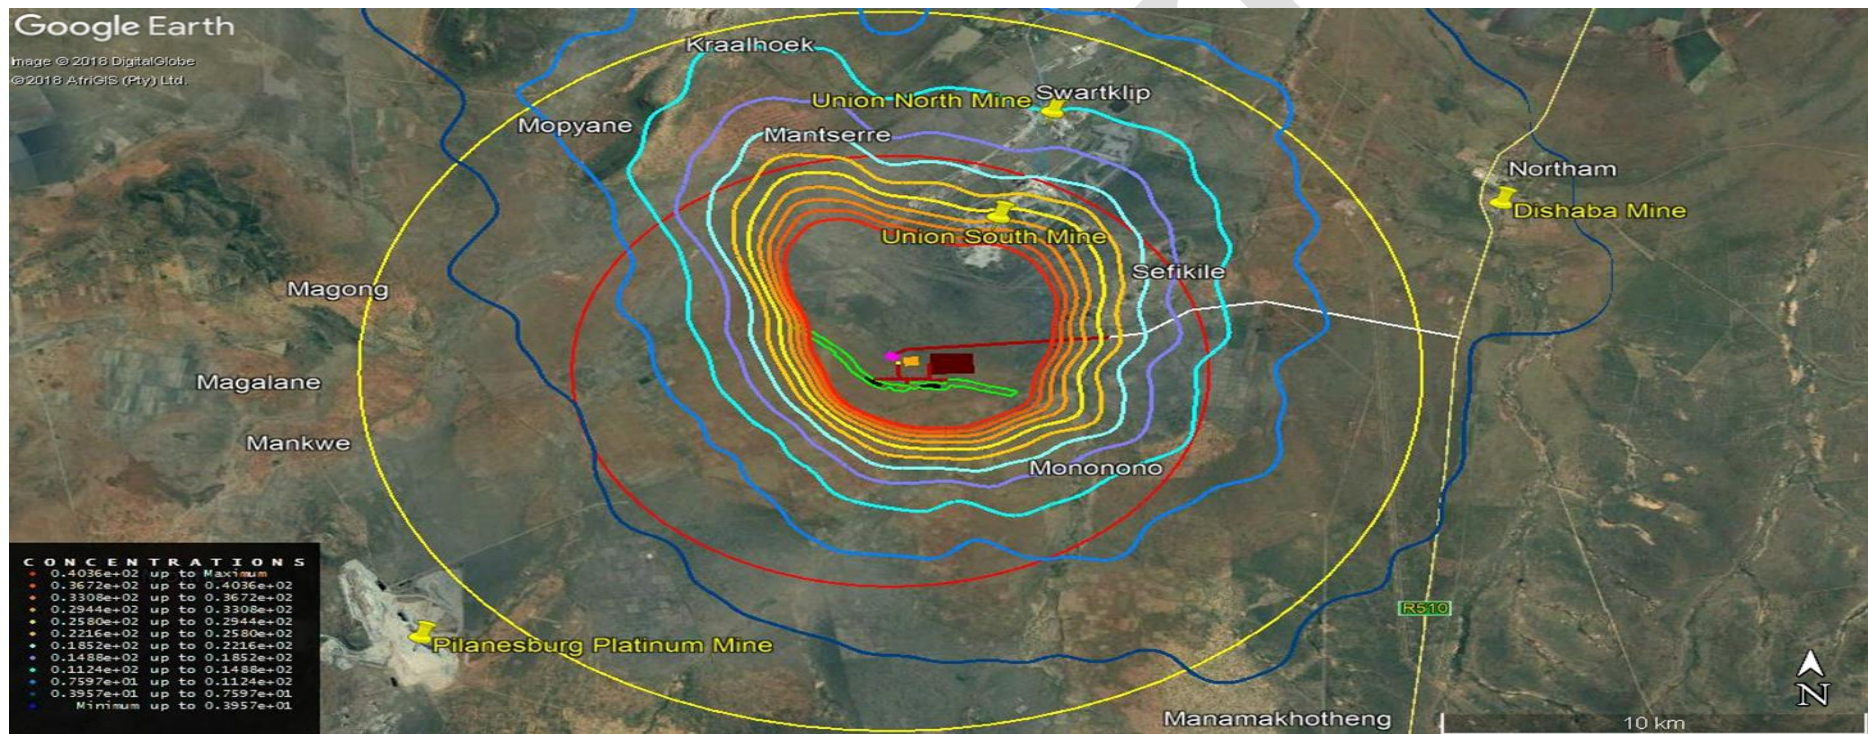 Google Earth
Image © 2018 DigitalGlobe
©2018 AfriGIS (Pty) Ltd.
Kraalhoek
Union North Mine
Swartklip
Mopyane
Mantserre
Northam
Dishaba Mine
Union South Mine
Sefikile
Magong
Magalane
Mankwe
Mononono
CONCENTRATIONS
0.4036e+02 up to Maximum
0.3672e+02 up to 0.4036e+02
0.3308e+02 up to 0.3672e+02
0.2944e+02 up to 0.3308e+02
0.2580e+02 up to 0.2944e+02
0.2216e+02 up to 0.2580e+02
0.1852e+02 up to 0.2216e+02
0.1488e+02 up to 0.1852e+02
0.1124e+02 up to 0.1488e+02
0.7597e+01 up to 0.1124e+02
0.3957e+01 up to 0.7597e+01
Minimum up to 0.3957e+01
R510
Pilanesburg Platinum Mine
Manamakhotheng
N
10 km